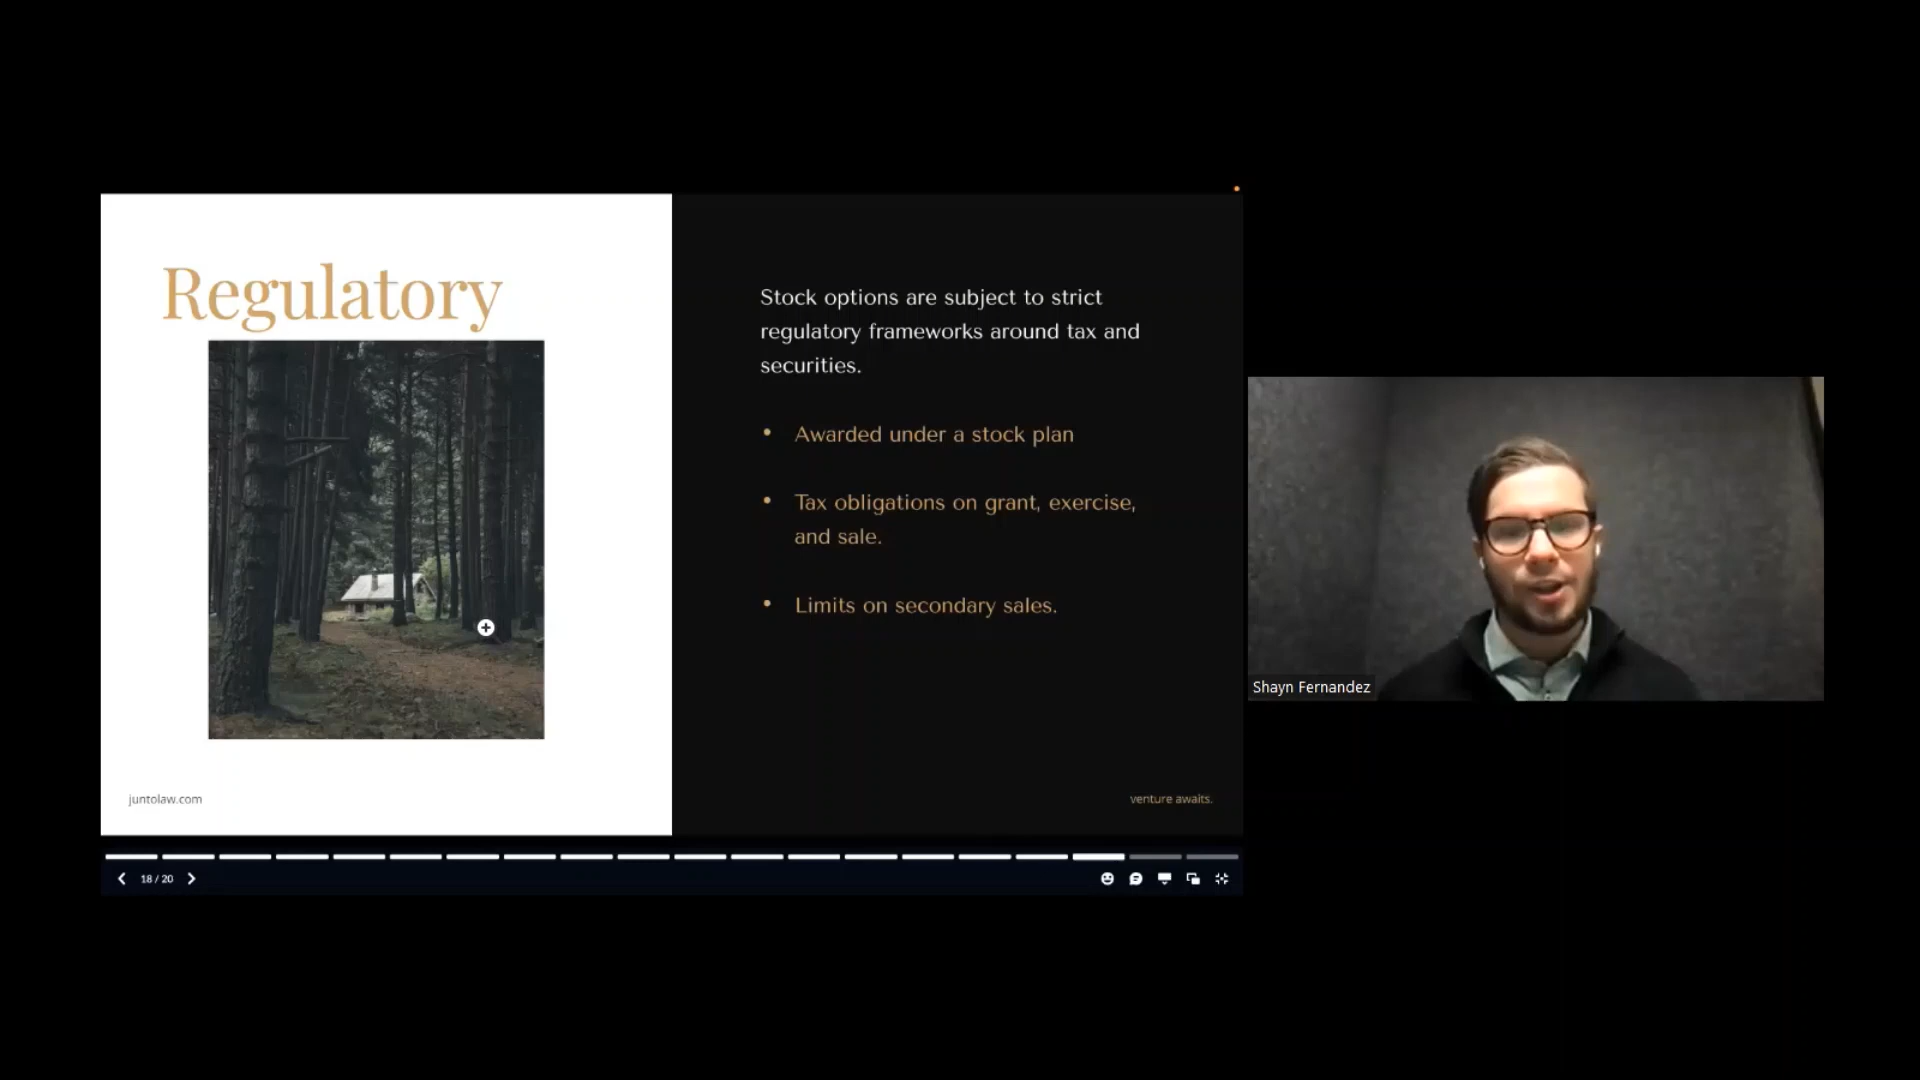 Regulatory
Stock options are subject to strict
regulatory frameworks around tax and
securities.
• Awarded under a stock plan
• Tax obligations on grant, exercise,
and sale.
• Limits on secondary sales.
juntolaw.com
venture awaits.
18 / 20
Shayn Fernandez